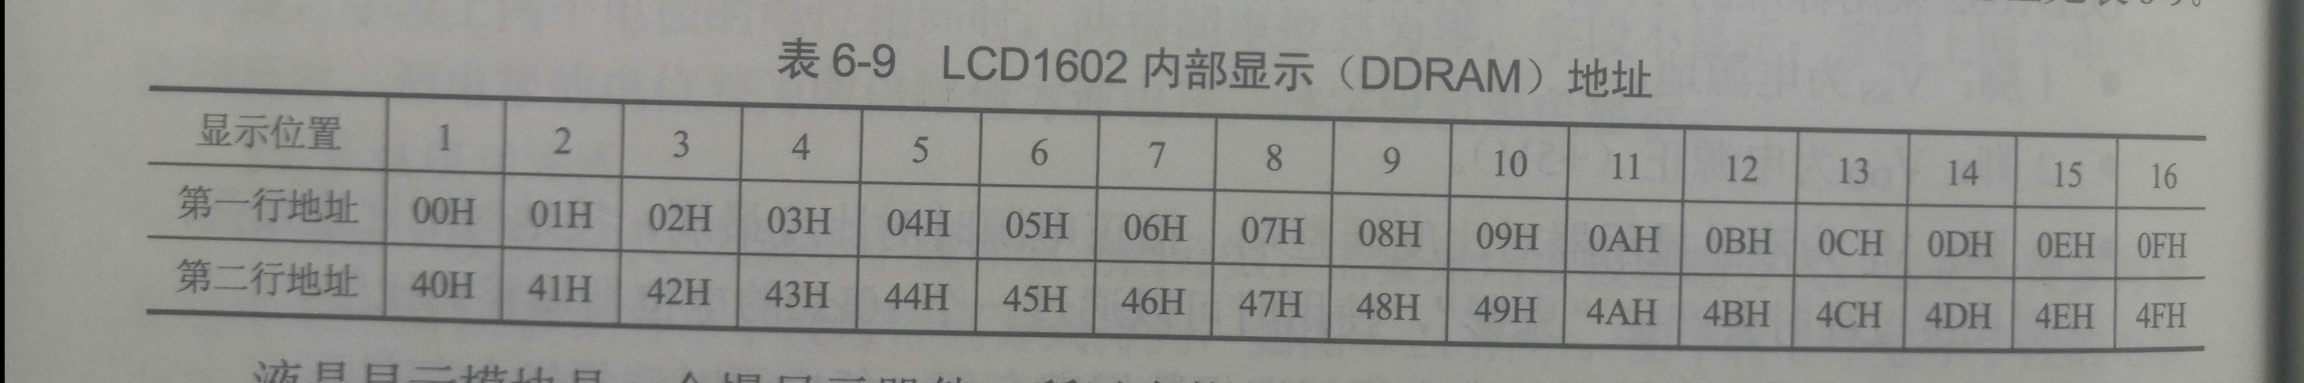 表 6-9 LCD1602 内部显示（DDRAM）地址
显示位置 1 2 3 4 5 6 7 8 9 10 11 12 13 14 15 16
第一行地址 00H 01H 02H 03H 04H 05H 06H 07H 08H 09H 0AH 0BH 0CH 0DH 0EH 0FH
第二行地址 40H 41H 42H 43H 44H 45H 46H 47H 48H 49H 4AH 4BH 4CH 4DH 4EH 4FH